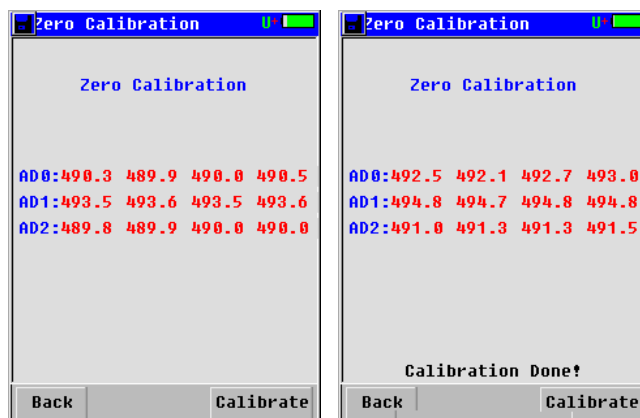 Zero Calibration U+
Zero Calibration
AD0:490.3 489.9 490.0 490.5
AD1:493.5 493.6 493.5 493.6
AD2:489.8 489.9 490.0 490.0
Back Calibrate
Zero Calibration U+
Zero Calibration
AD0:492.5 492.1 492.7 493.0
AD1:494.8 494.7 494.8 494.8
AD2:491.0 491.3 491.3 491.5
Calibration Done!
Back Calibrate